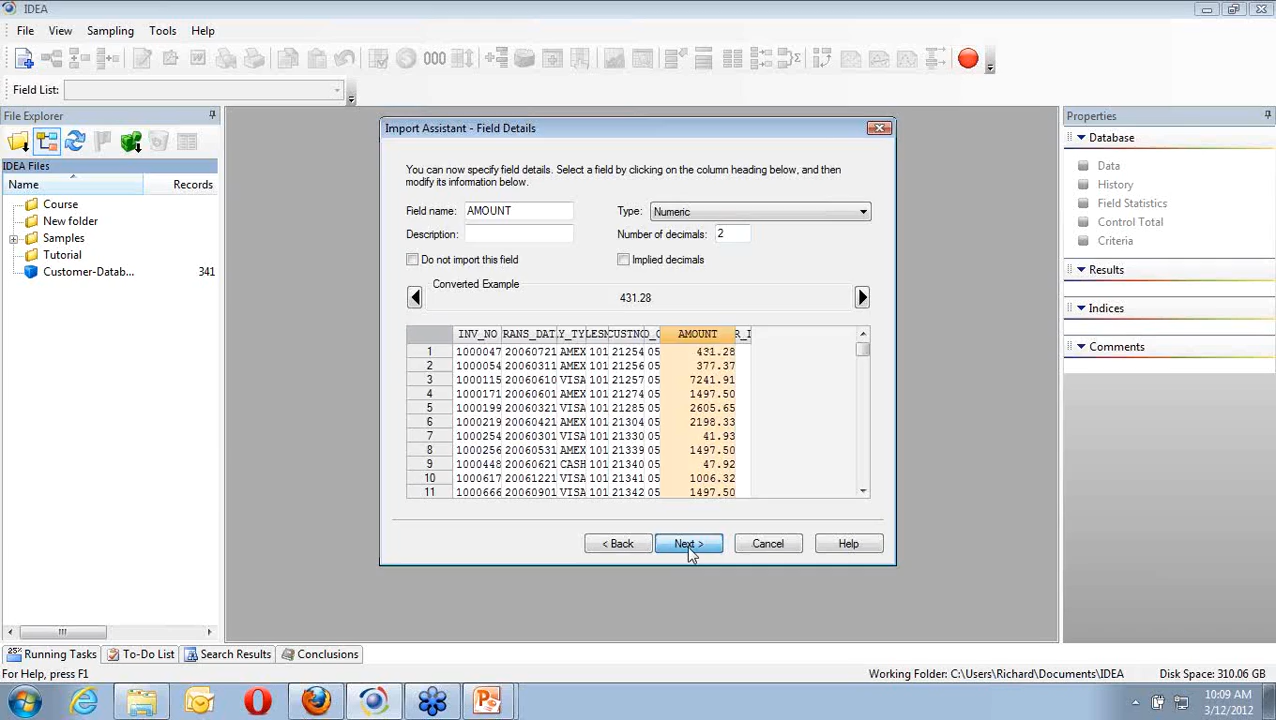 IDEA
File View Sampling Tools Help
000
Field List:
File Explorer
IDEA Files
Name Records
Course
New folder
Samples
Tutorial
Customer-Datab... 341
Import Assistant - Field Details
You can now specify field details. Select a field by clicking on the column heading below, and then
modify its information below.
Field name: AMOUNT Type: Numeric
Description: Number of decimals: 2
Do not import this field Implied decimals
Converted Example
431.28
INV_NO RANS_DAT Y_TY LESN CUSTNO D_C AMOUNT R_I
1 1000047 20060721 AMEX 101 21254 05 431.28
2 1000054 20060311 AMEX 101 21256 05 377.37
3 1000115 20060610 VISA 101 21257 05 7241.91
4 1000171 20060601 AMEX 101 21274 05 1497.50
5 1000199 20060321 VISA 101 21285 05 2605.65
6 1000219 20060421 AMEX 101 21304 05 2198.33
7 1000254 20060301 VISA 101 21330 05 41.93
8 1000256 20060531 AMEX 101 21339 05 1497.50
9 1000448 20060621 CASH 101 21340 05 47.92
10 1000617 20061221 VISA 101 21341 05 1006.32
11 1000666 20060901 VISA 101 21342 05 1497.50
< Back Next > Cancel Help
Properties
Database
Data
History
Field Statistics
Control Total
Criteria
Results
Indices
Comments
Running Tasks To-Do List Search Results Conclusions
For Help, press F1 Working Folder: C:\Users\Richard\Documents\IDEA Disk Space: 310.06 GB
10:09 AM
3/12/2012